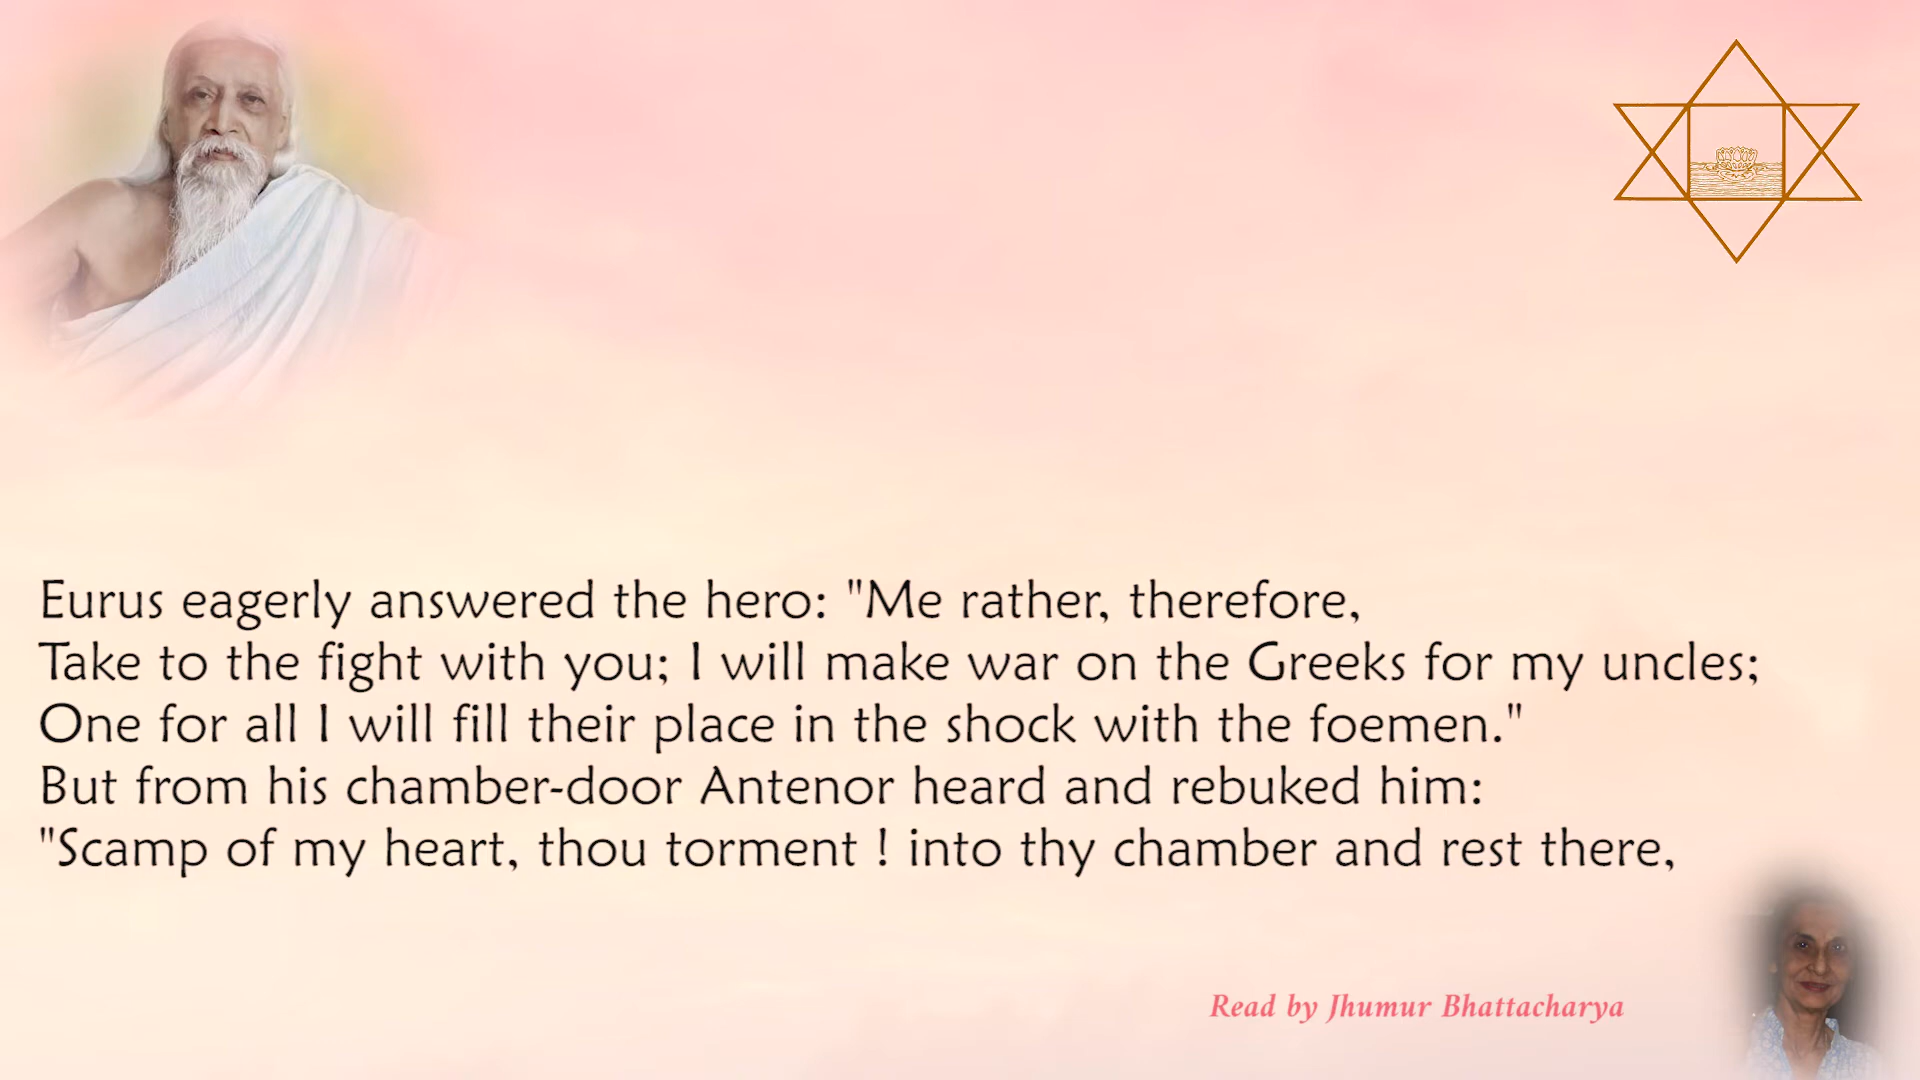 Eurus eagerly answered the hero: "Me rather, therefore,
Take to the fight with you; I will make war on the Greeks for my uncles;
One for all I will fill their place in the shock with the foemen."
But from his chamber-door Antenor heard and rebuked him:
"Scamp of my heart, thou torment ! into thy chamber and rest there,
Read by Jhumur Bhattacharya